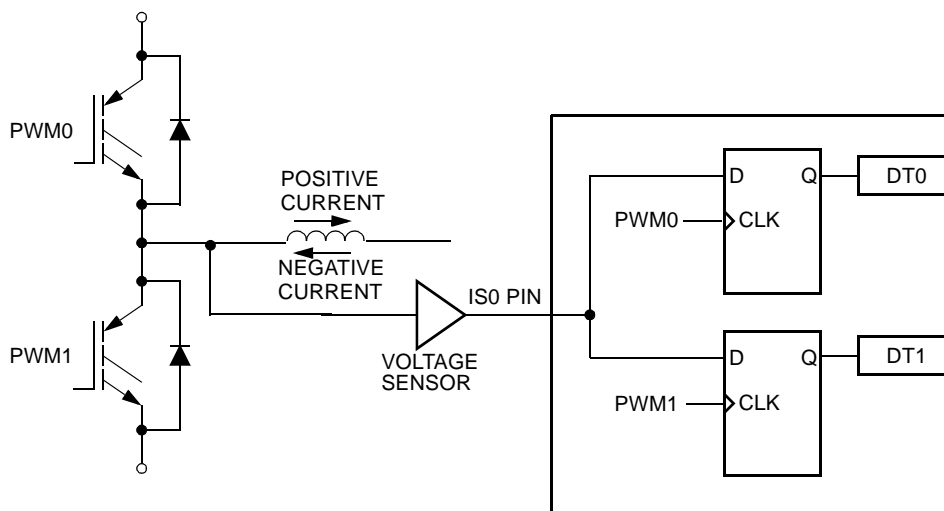 PWM0
POSITIVE
CURRENT
NEGATIVE
CURRENT
PWM1
IS0 PIN
VOLTAGE
SENSOR
D
Q
DT0
PWM0
CLK
D
Q
DT1
PWM1
CLK